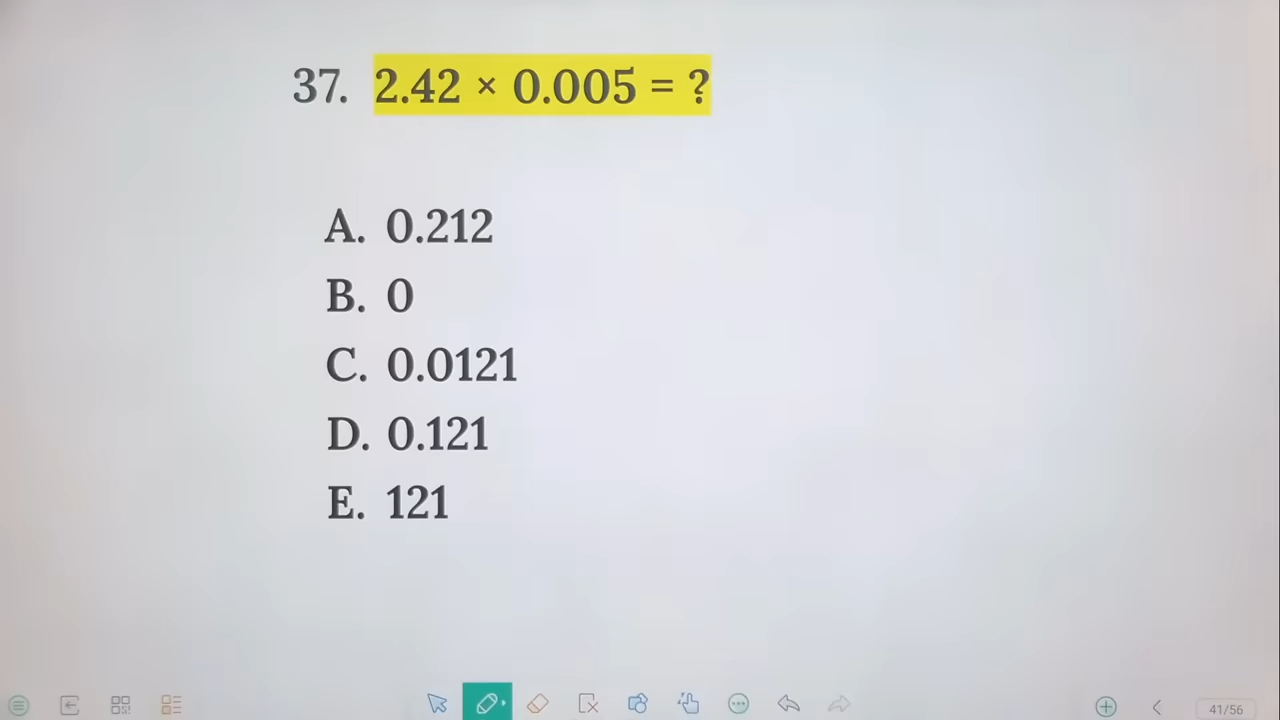 37. 2.42 × 0.005 = ?
A. 0.212
B. 0
C. 0.0121
D. 0.121
E. 121
41/56